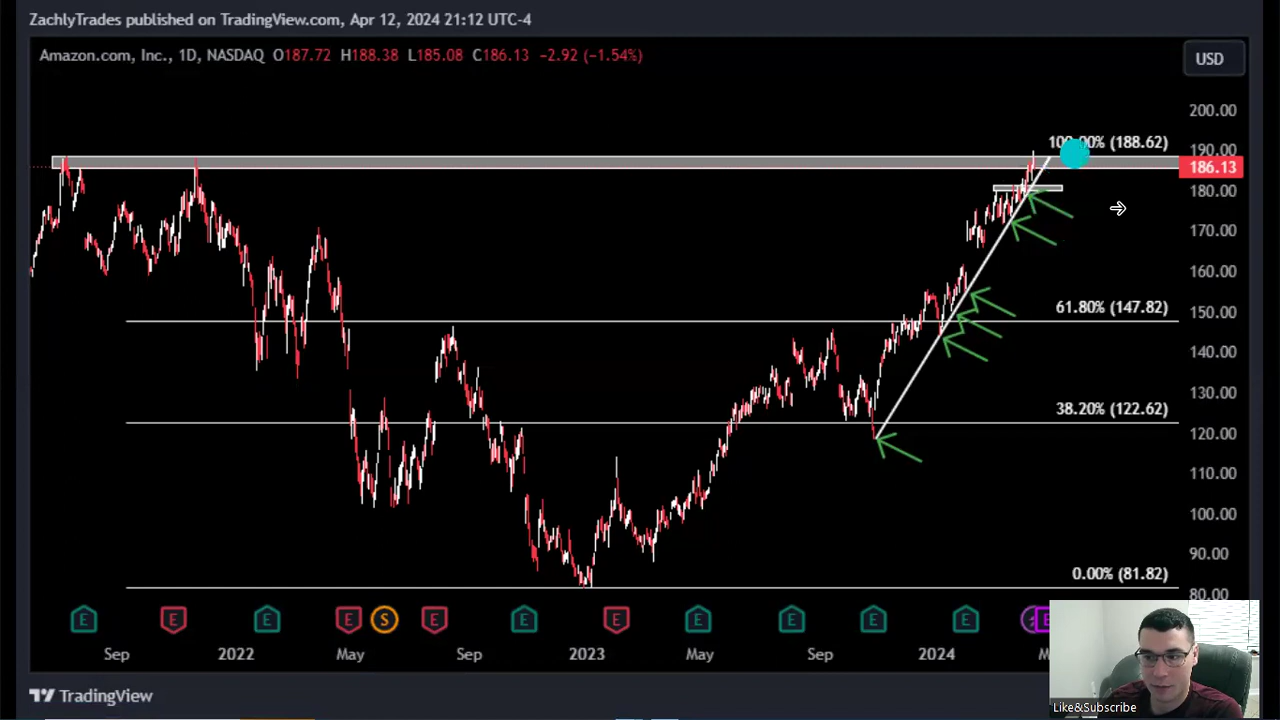 ZachlyTrades published on TradingView.com, Apr 12, 2024 21:12 UTC-4
Amazon.com, Inc., 1D, NASDAQ O187.72 H188.38 L185.08 C186.13 −2.92 (−1.54%)
USD
200.00
100.00% (188.62)
190.00
186.13
180.00
170.00
160.00
61.80% (147.82)
150.00
140.00
130.00
38.20% (122.62)
120.00
110.00
100.00
90.00
0.00% (81.82)
80.00
E E E E S E E E E E E E E
Sep 2022 May Sep 2023 May Sep 2024
TradingView
Like&Subscribe